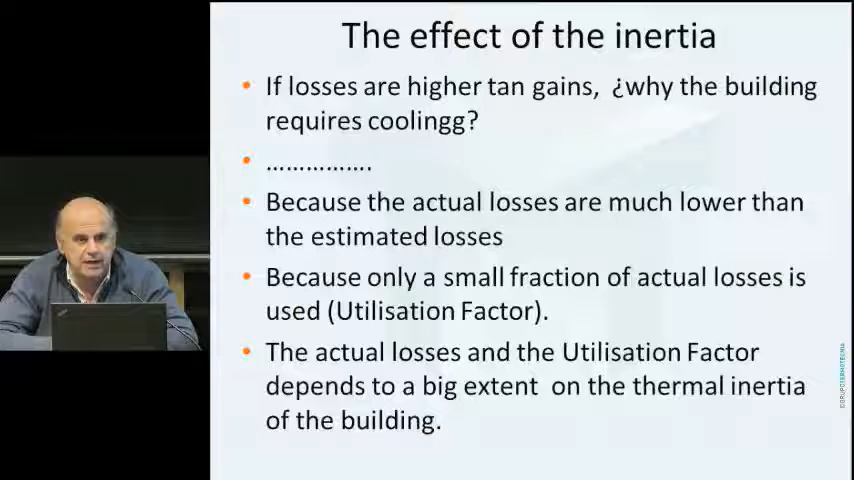 The effect of the inertia
• If losses are higher tan gains, ¿why the building
requires coolingg?
• ................
• Because the actual losses are much lower than
the estimated losses
• Because only a small fraction of actual losses is
used (Utilisation Factor).
• The actual losses and the Utilisation Factor
depends to a big extent on the thermal inertia
of the building.